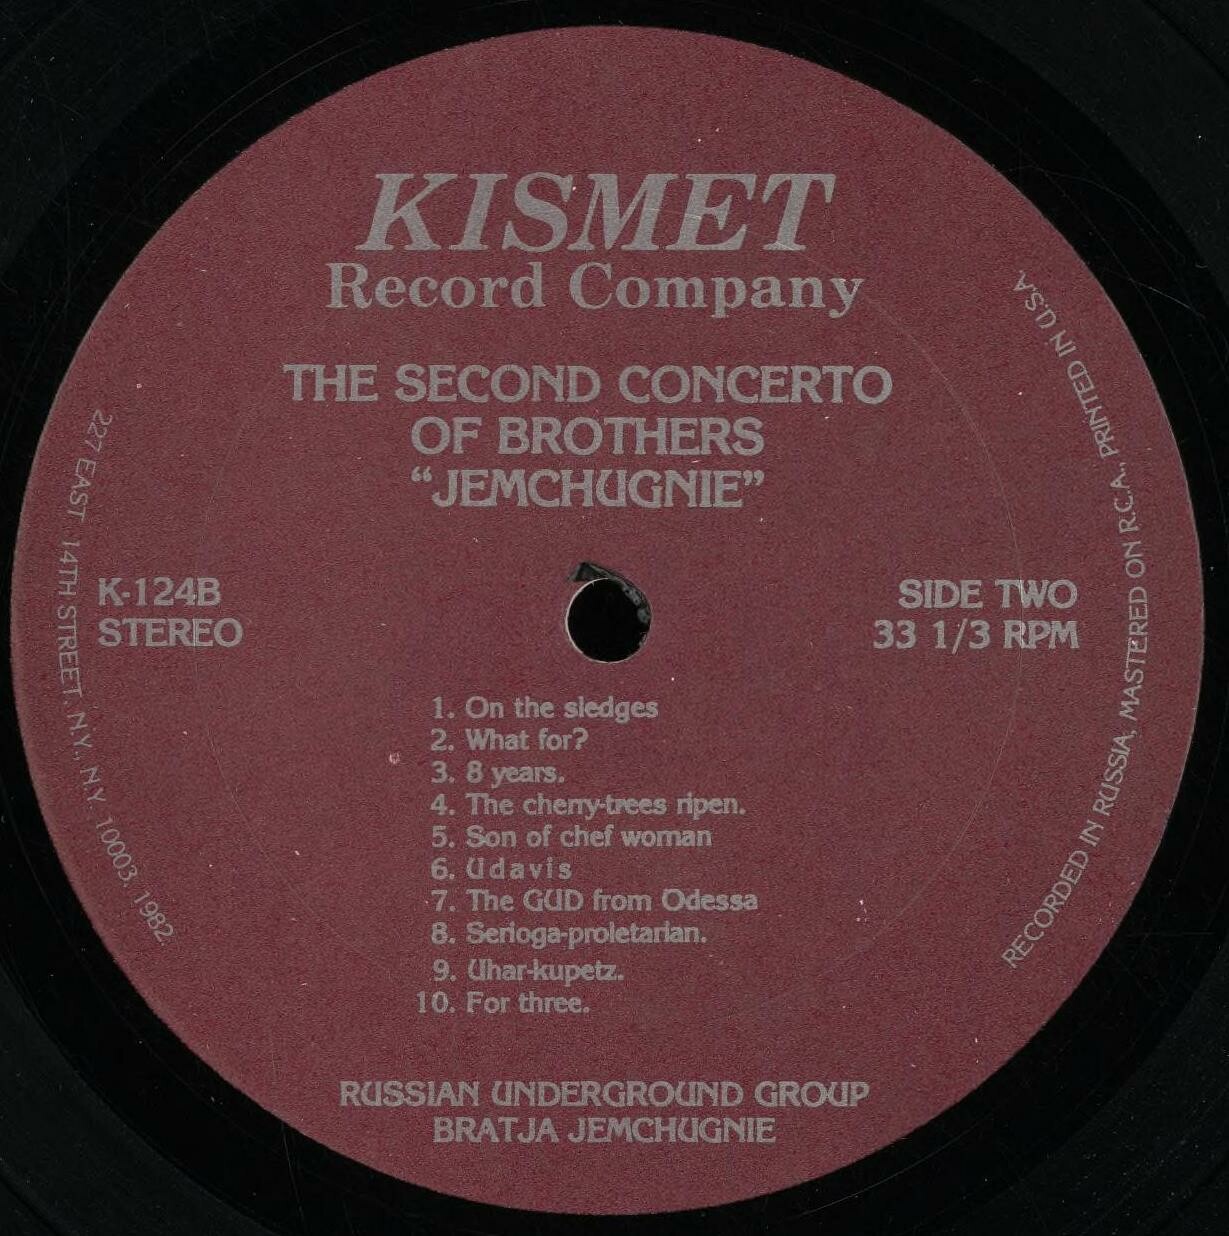 KISMET
Record Company
THE SECOND CONCERTO
OF BROTHERS
“JEMCHUGNIE”
K-124B
STEREO
SIDE TWO
33 1/3 RPM
1. On the sledges
2. What for?
3. 8 years.
4. The cherry-trees ripen.
5. Son of chef woman
6. Udavis
7. The GUD from Odessa
8. Serioga-proletarian.
9. Uhar-kupetz.
10. For three.
RUSSIAN UNDERGROUND GROUP
BRATJA JEMCHUGNIE
227 EAST 14TH STREET, N.Y., N.Y. 10003. 1982.
RECORDED IN RUSSIA, MASTERED ON R.C.A., PRINTED IN U.S.A.